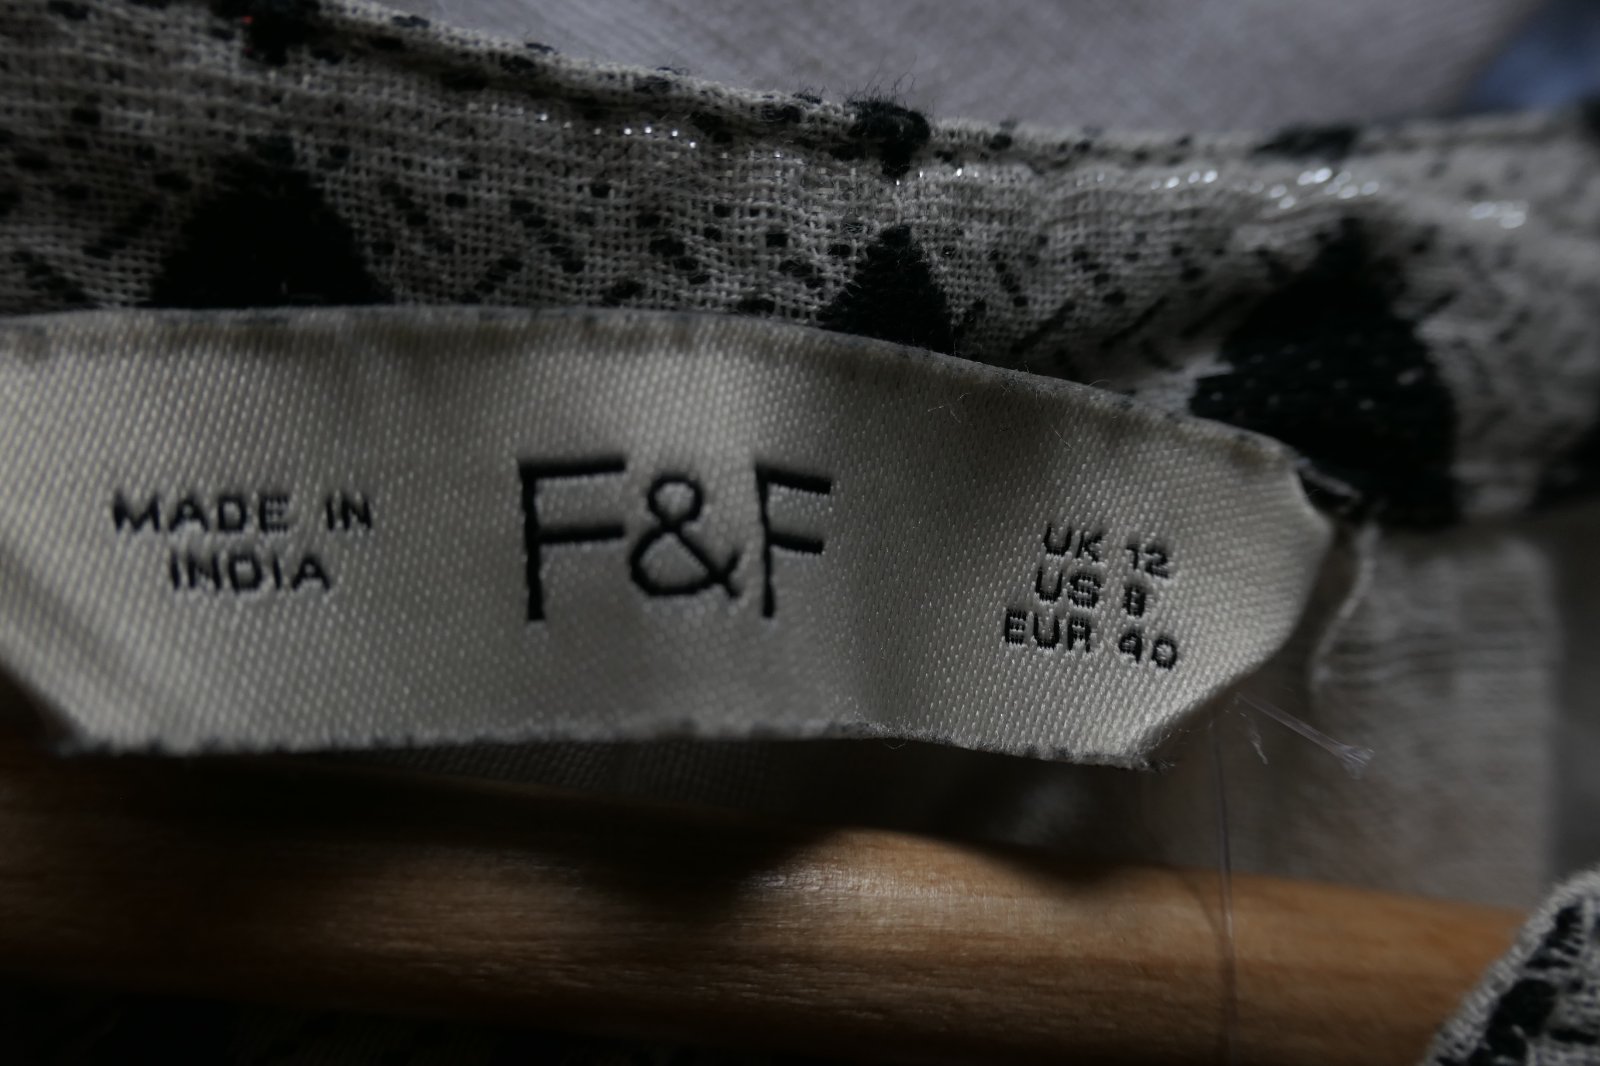 MADE IN
INDIA
F&F
UK 12
US 8
EUR 40